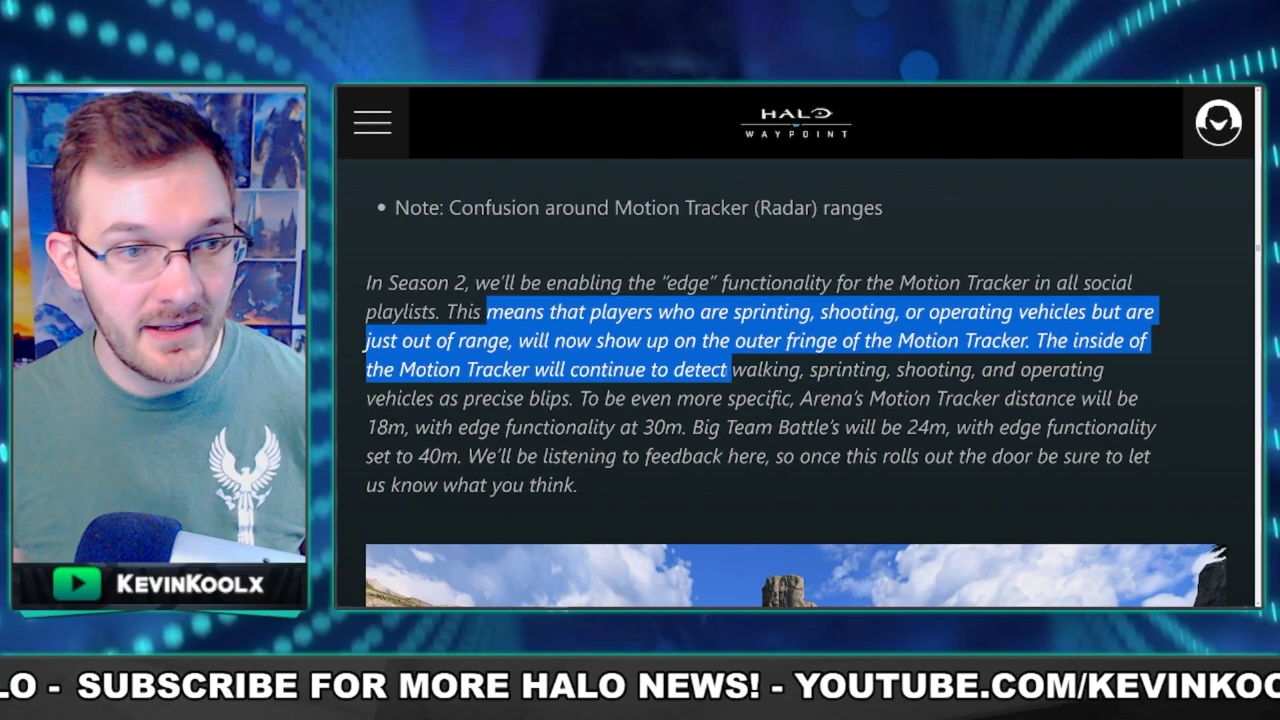 HALO
WAYPOINT
• Note: Confusion around Motion Tracker (Radar) ranges
In Season 2, we'll be enabling the "edge" functionality for the Motion Tracker in all social
playlists. This means that players who are sprinting, shooting, or operating vehicles but are
just out of range, will now show up on the outer fringe of the Motion Tracker. The inside of
the Motion Tracker will continue to detect walking, sprinting, shooting, and operating
vehicles as precise blips. To be even more specific, Arena's Motion Tracker distance will be
18m, with edge functionality at 30m. Big Team Battle's will be 24m, with edge functionality
set to 40m. We'll be listening to feedback here, so once this rolls out the door be sure to let
us know what you think.
KEVINKOOLX
LO - SUBSCRIBE FOR MORE HALO NEWS! - YOUTUBE.COM/KEVINKOO